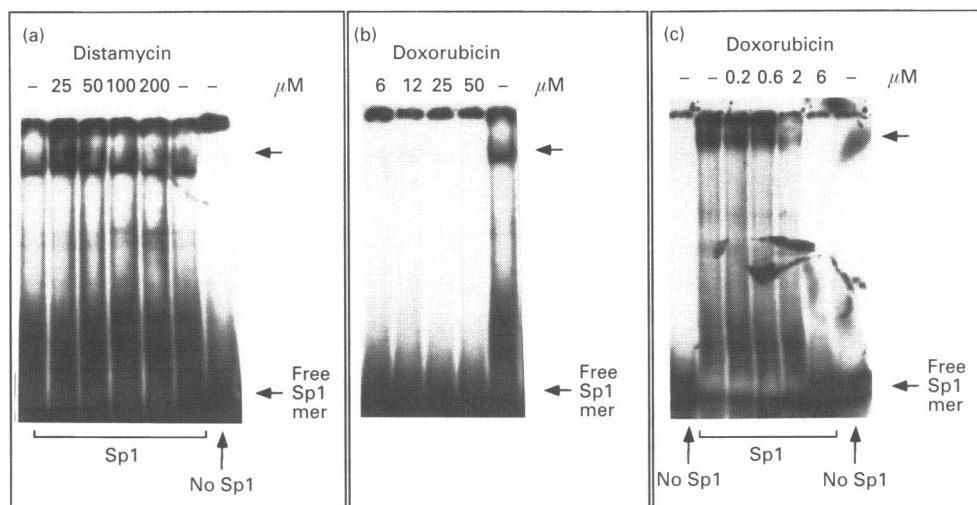 (a)
Distamycin
– 25 50 100 200 – – μM
Free
Sp1
mer
Sp1
No Sp1
(b)
Doxorubicin
6 12 25 50 – μM
Free
Sp1
mer
(c)
Doxorubicin
– – 0.2 0.6 2 6 – μM
Free
Sp1
mer
Sp1
No Sp1 No Sp1